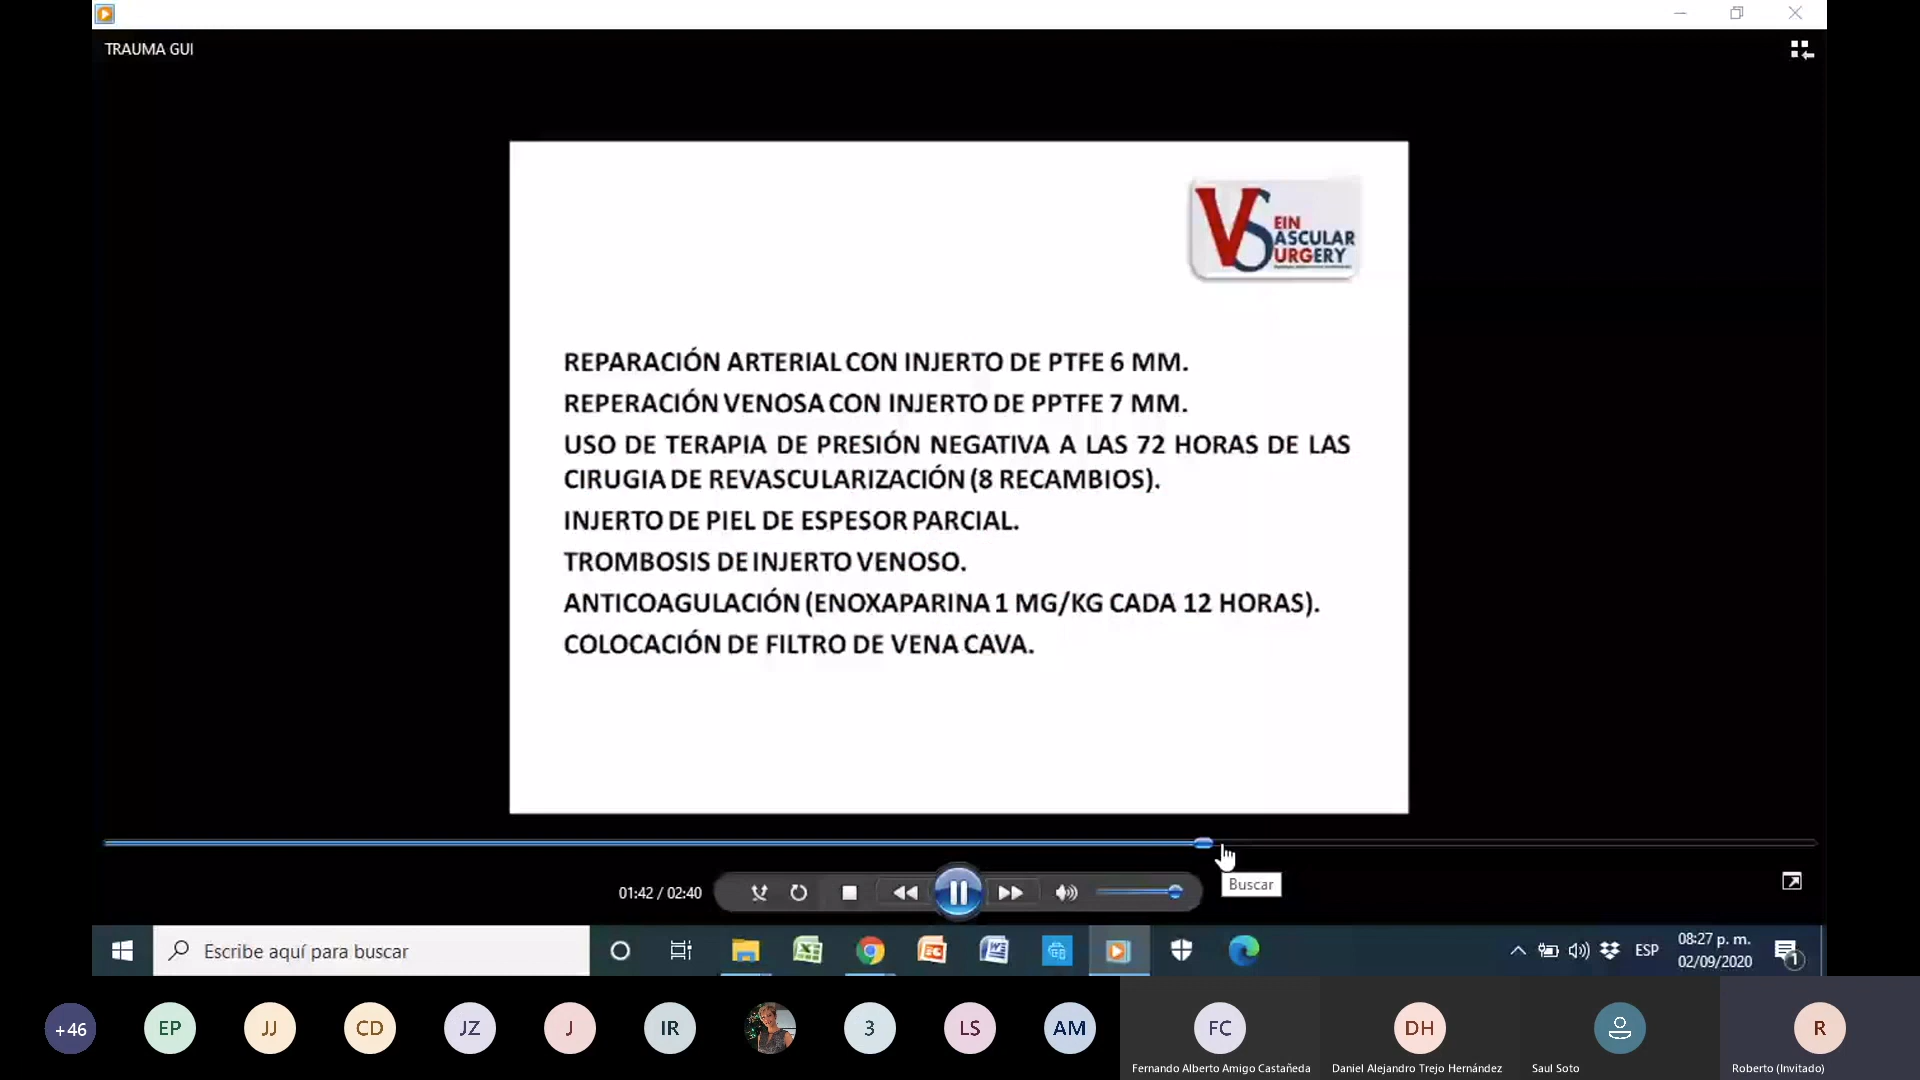 TRAUMA GUI
VS
EIN
ASCULAR
URGERY
REPARACIÓN ARTERIAL CON INJERTO DE PTFE 6 MM.
REPERACIÓN VENOSA CON INJERTO DE PPTFE 7 MM.
USO DE TERAPIA DE PRESIÓN NEGATIVA A LAS 72 HORAS DE LAS
CIRUGIA DE REVASCULARIZACIÓN (8 RECAMBIOS).
INJERTO DE PIEL DE ESPESOR PARCIAL.
TROMBOSIS DE INJERTO VENOSO.
ANTICOAGULACIÓN (ENOXAPARINA 1 MG/KG CADA 12 HORAS).
COLOCACIÓN DE FILTRO DE VENA CAVA.
01:42 / 02:40
Buscar
Escribe aquí para buscar
ESP
08:27 p. m.
02/09/2020
1
+46
EP
JJ
CD
JZ
J
IR
3
LS
AM
FC
DH
R
Fernando Alberto Amigo Castañeda
Daniel Alejandro Trejo Hernández
Saul Soto
Roberto (Invitado)